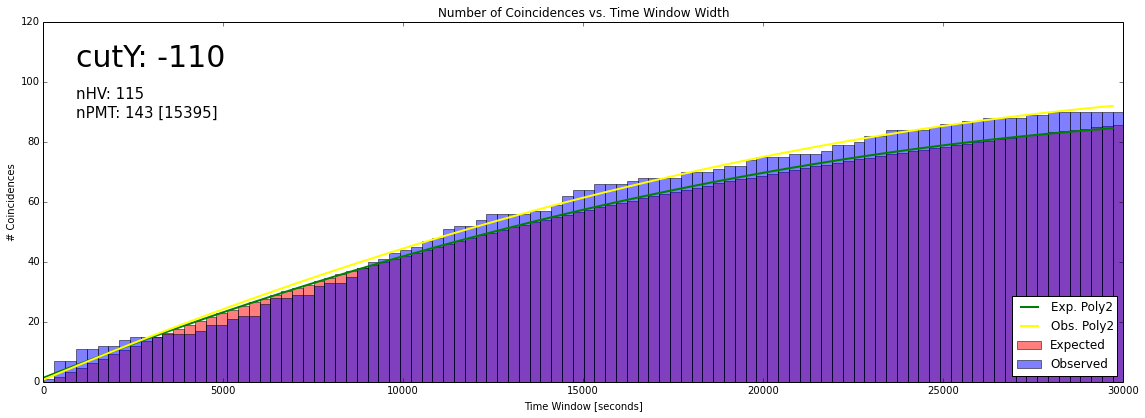 Number of Coincidences vs. Time Window Width
cutY: -110
nHV: 115
nPMT: 143 [15395]
# Coincidences
120
100
80
60
40
20
0
0 5000 10000 15000 20000 25000 30000
Time Window [seconds]
Exp. Poly2
Obs. Poly2
Expected
Observed